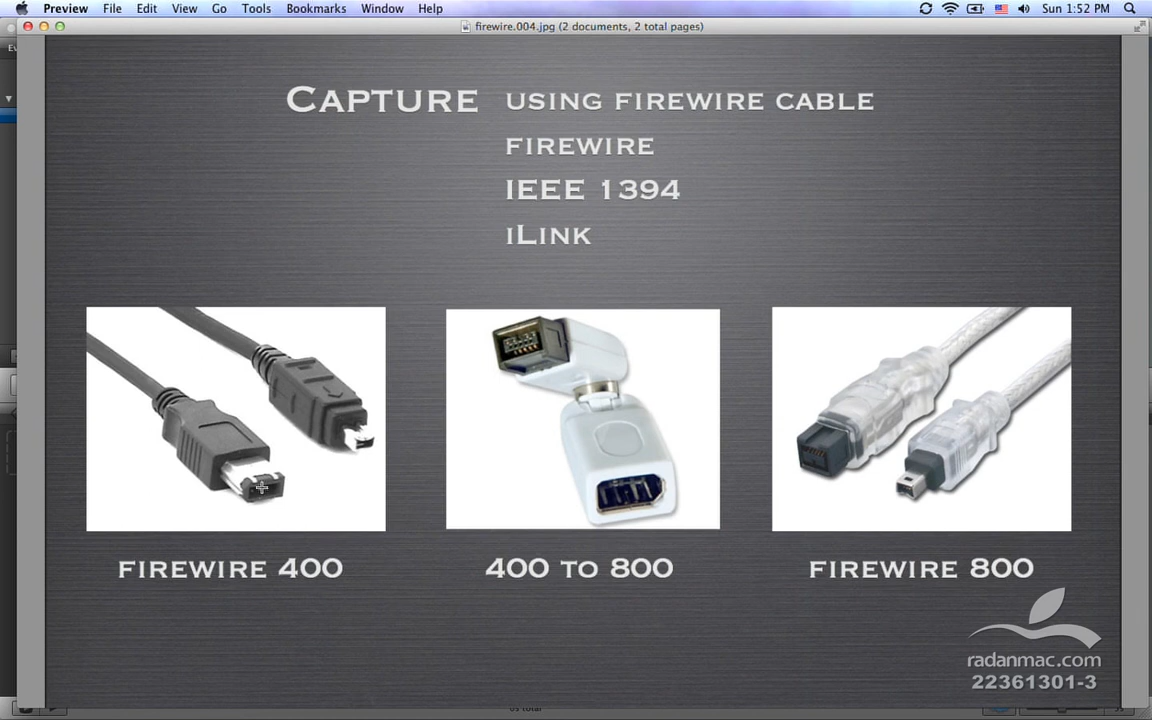 Preview File Edit View Go Tools Bookmarks Window Help Sun 1:52 PM
firewire.004.jpg (2 documents, 2 total pages)
Capture using firewire cable
firewire
IEEE 1394
iLink
firewire 400
400 to 800
firewire 800
radanmac.com
22361301-3